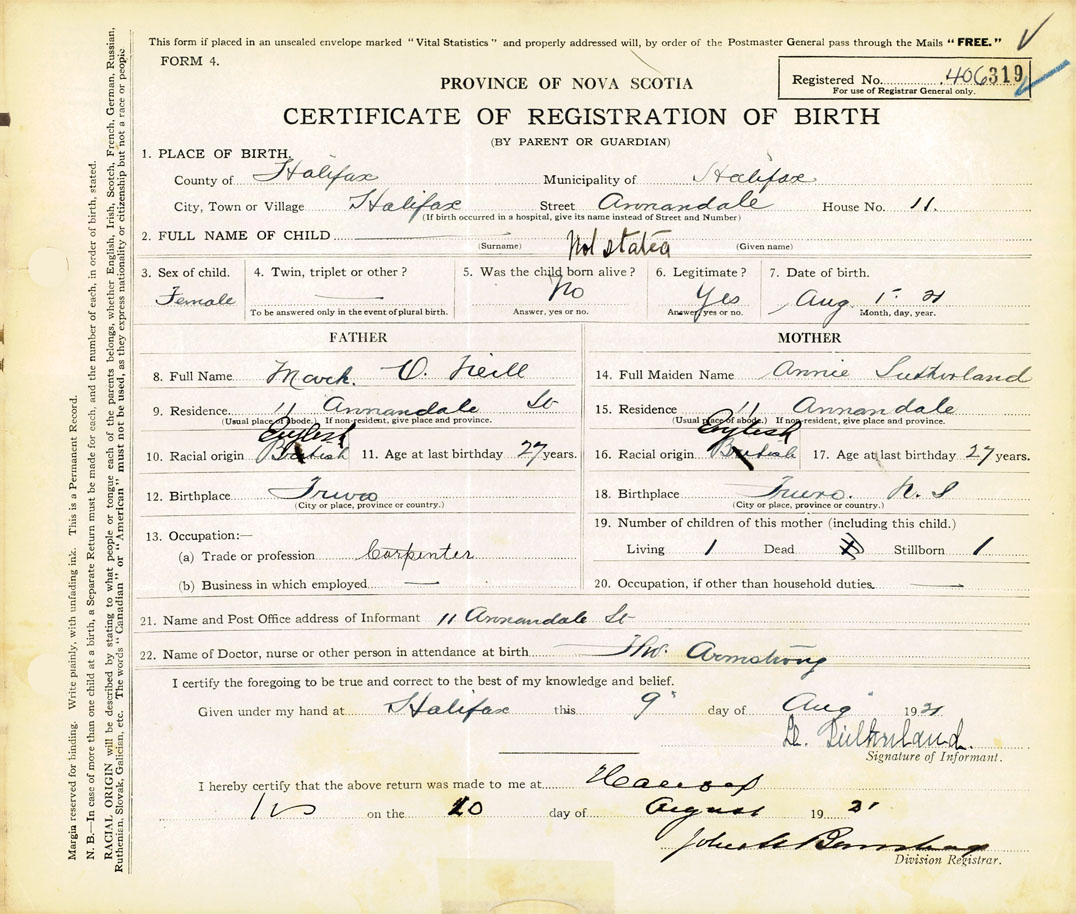 This form if placed in an unsealed envelope marked "Vital Statistics" and properly addressed will, by order of the Postmaster General pass through the Mails "FREE."
FORM 4.
Registered No. 406319
For use of Registrar General only.
PROVINCE OF NOVA SCOTIA
CERTIFICATE OF REGISTRATION OF BIRTH
(BY PARENT OR GUARDIAN)
1. PLACE OF BIRTH,
County of Halifax Municipality of Halifax
City, Town or Village Halifax Street Annandale House No. 11.
(If birth occurred in a hospital, give its name instead of Street and Number)
2. FULL NAME OF CHILD Not stated
(Surname) (Given name)
3. Sex of child. 4. Twin, triplet or other? 5. Was the child born alive? 6. Legitimate? 7. Date of birth.
Female No Yes Aug 1 21
To be answered only in the event of plural birth. Answer, yes or no. Answer, yes or no. Month, day, year.
FATHER MOTHER
8. Full Name Mark O. Neill 14. Full Maiden Name Annie Sutherland
9. Residence 11 Annandale St 15. Residence 11 Annandale
(Usual place of abode. If non-resident, give place and province. (Usual place of abode.) If non-resident, give place and province.
English English
10. Racial origin British 11. Age at last birthday 27 years. 16. Racial origin British 17. Age at last birthday 27 years.
12. Birthplace Truro 18. Birthplace Truro. N. S
(City or place, province or country.) (City or place, province or country.)
13. Occupation:— 19. Number of children of this mother (including this child.)
(a) Trade or profession Carpenter Living 1 Dead Stillborn 1
(b) Business in which employed 20. Occupation, if other than household duties.
21. Name and Post Office address of Informant 11 Annandale St
22. Name of Doctor, nurse or other person in attendance at birth Armstrong
I certify the foregoing to be true and correct to the best of my knowledge and belief.
Given under my hand at Halifax this 9 day of Aug 1921
Sutherland.
Signature of Informant.
I hereby certify that the above return was made to me at Halifax
on the 10 day of August 1921
John
Division Registrar.
Margin reserved for binding. Write plainly, with unfading ink. This is a Permanent Record.
N. B.—In case of more than one child at a birth, a Separate Return must be made for each, and the number of each, in order of birth, stated.
RACIAL ORIGIN will be described by stating to what people or tongue each of the parents belongs, whether English, Irish, Scotch, French, German, Russian,
Ruthenian, Slovak, Galician, etc. The words "Canadian" or "American" must not be used, as they express nationality or citizenship but not a race or people